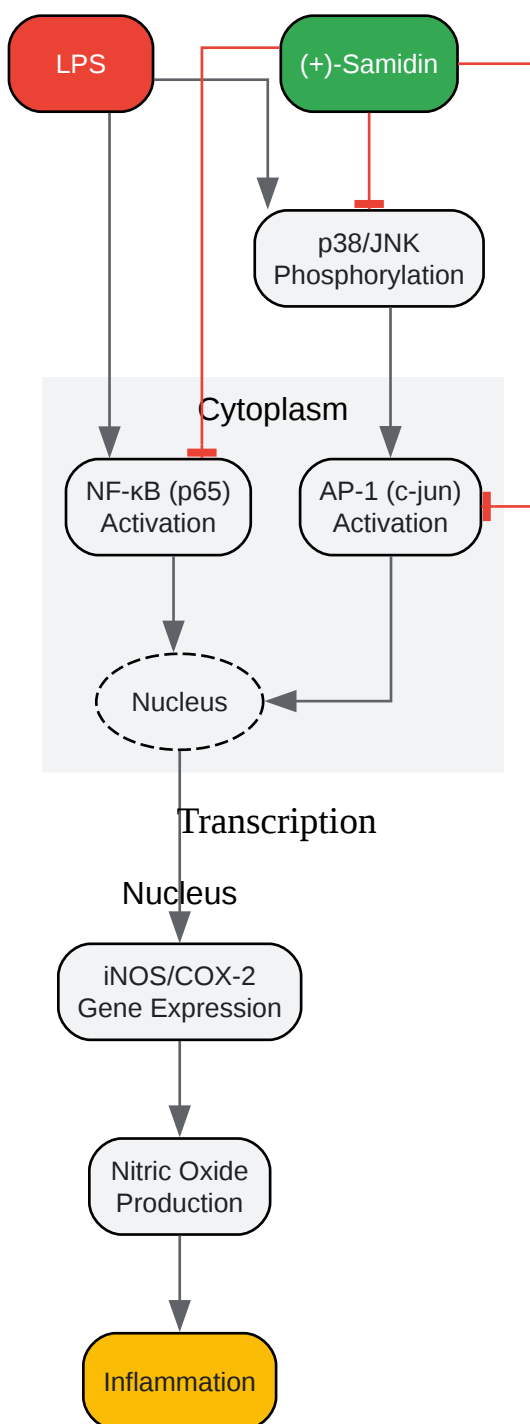 LPS
(+)-Samidin
p38/JNK
Phosphorylation
Cytoplasm
NF-κB (p65)
Activation
AP-1 (c-jun)
Activation
Nucleus
Transcription
Nucleus
iNOS/COX-2
Gene Expression
Nitric Oxide
Production
Inflammation